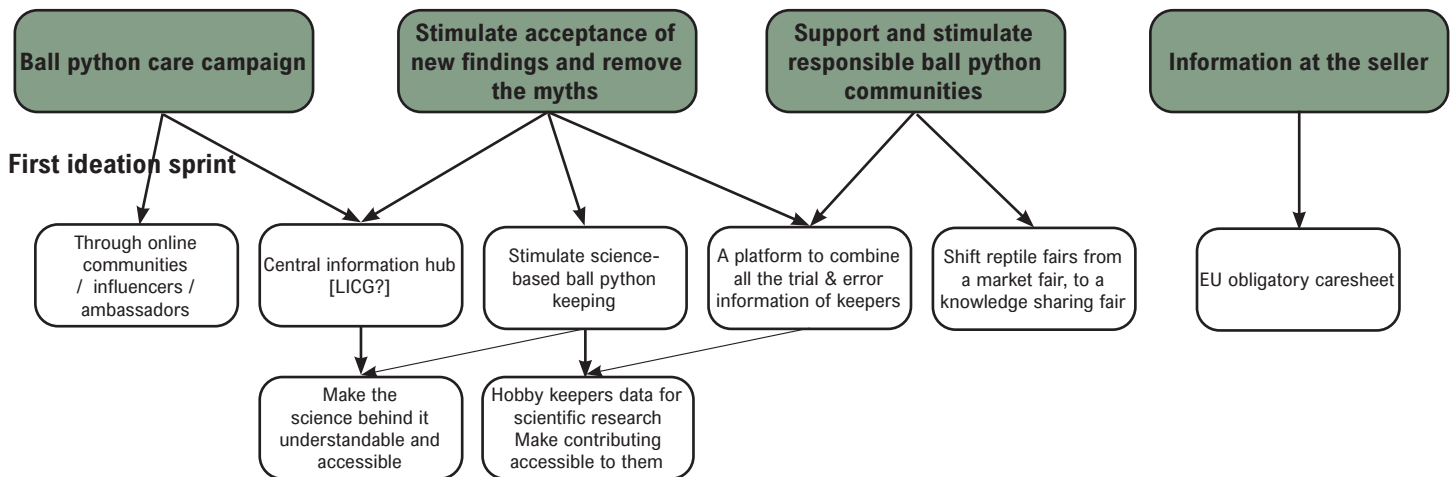 Ball python care campaign
Stimulate acceptance of
new findings and remove
the myths
Support and stimulate
responsible ball python
communities
Information at the seller
First ideation sprint
Through online
communities
/ influencers /
ambassadors
Central information hub
[LICG?]
Stimulate science-
based ball python
keeping
A platform to combine
all the trial & error
information of keepers
Shift reptile fairs from
a market fair, to a
knowledge sharing fair
EU obligatory caresheet
Make the
science behind it
understandable and
accessible
Hobby keepers data for
scientific research
Make contributing
accessible to them